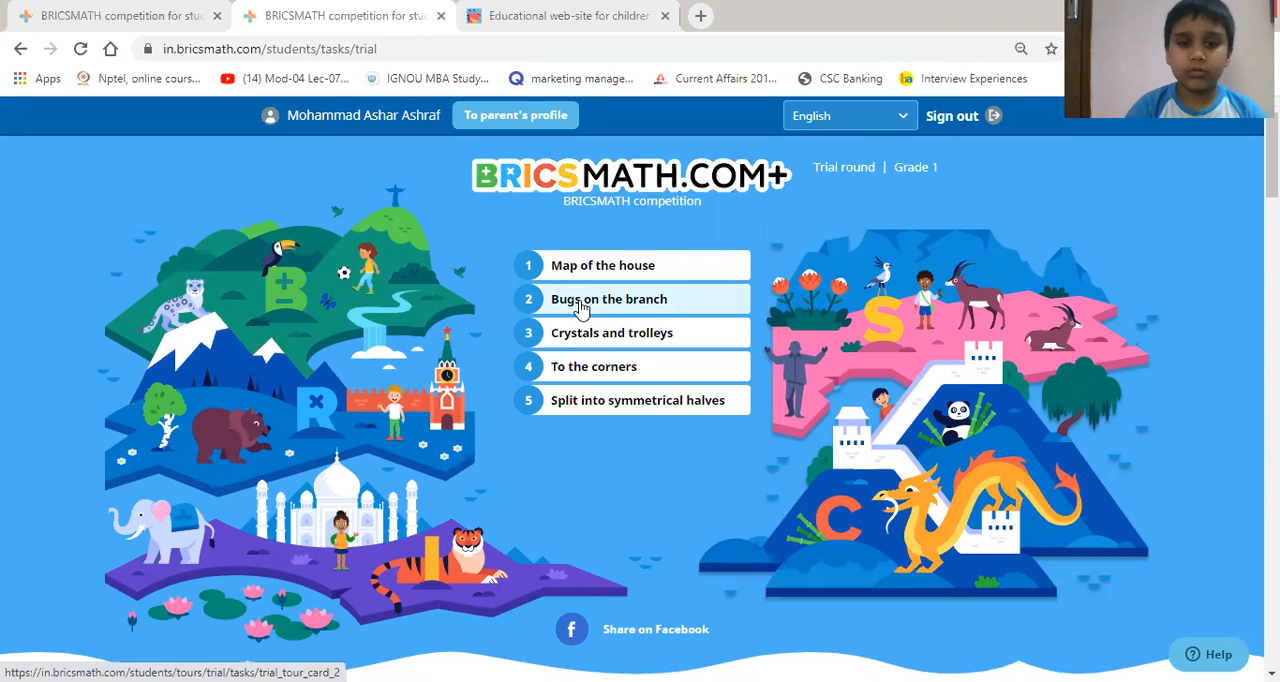 BRICSMATH competition for stu
BRICSMATH competition for stu
Educational web-site for children
in.bricsmath.com/students/tasks/trial
Apps
Nptel, online cours...
(14) Mod-04 Lec-07...
IGNOU MBA Study...
marketing manage...
Current Affairs 201...
CSC Banking
Interview Experiences
Mohammad Ashar Ashraf
To parent's profile
English
Sign out
BRICSMATH.COM+
Trial round | Grade 1
BRICSMATH competition
1 Map of the house
2 Bugs on the branch
3 Crystals and trolleys
4 To the corners
5 Split into symmetrical halves
B
R
I
C
S
f Share on Facebook
? Help
https://in.bricsmath.com/students/tours/trial/tasks/trial_tour_card_2